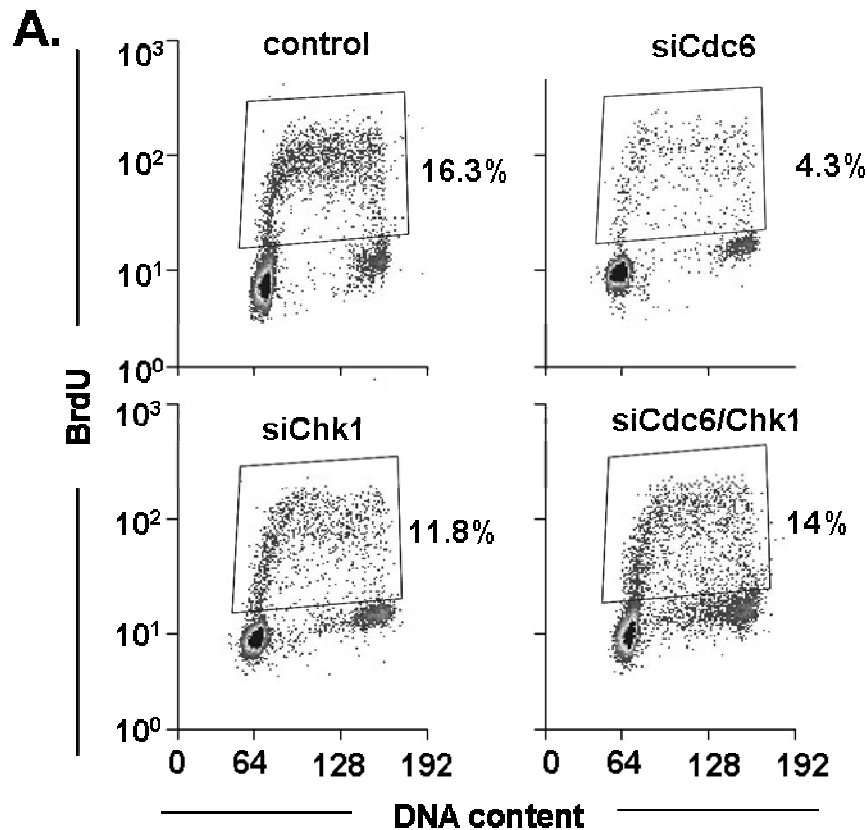 A.
control
siCdc6
10³
10²
10¹
10⁰
16.3%
4.3%
BrdU
siChk1
siCdc6/Chk1
10³
10²
10¹
10⁰
11.8%
14%
0 64 128 192
0 64 128 192
DNA content